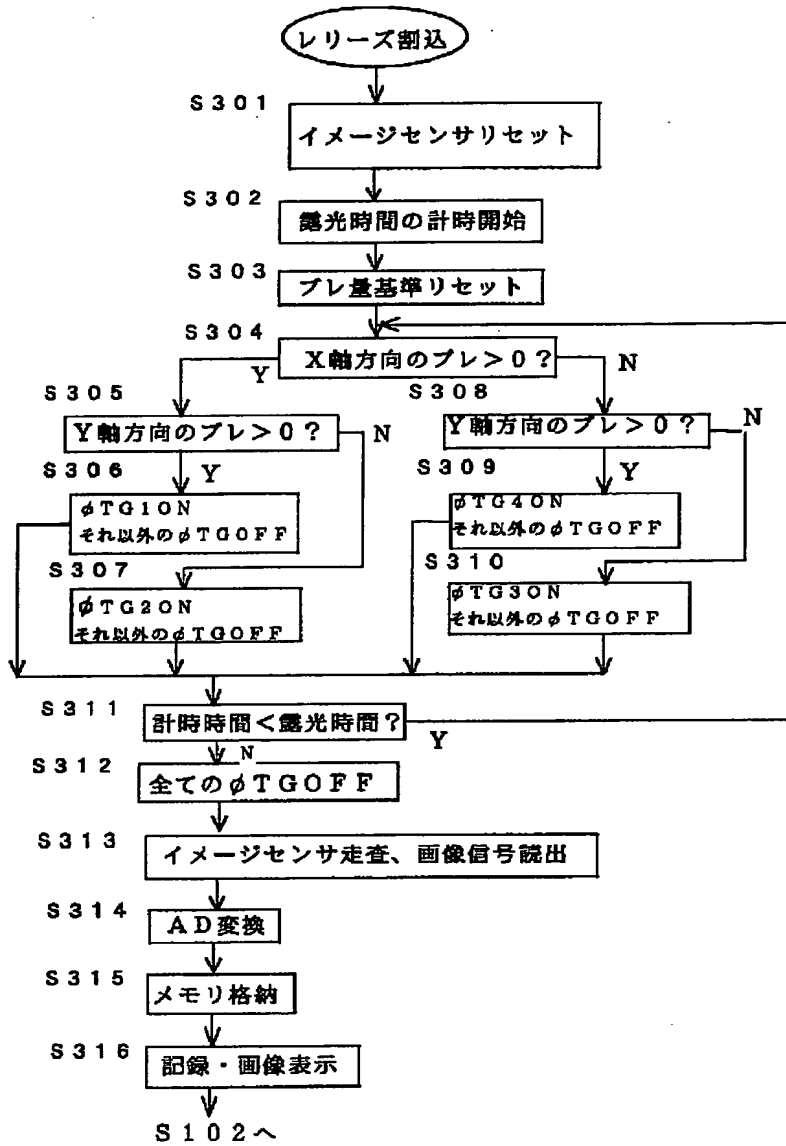 レリーズ割込
S301
イメージセンサリセット
S302
露光時間の計時開始
S303
ブレ量基準リセット
S304
X軸方向のブレ>0?
Y
N
S305
Y軸方向のブレ>0?
N
Y
S306
φTG1ON
それ以外のφTGOFF
S307
φTG2ON
それ以外のφTGOFF
S308
Y軸方向のブレ>0?
N
Y
S309
φTG4ON
それ以外のφTGOFF
S310
φTG3ON
それ以外のφTGOFF
S311
計時時間<露光時間?
Y
N
S312
全てのφTGOFF
S313
イメージセンサ走査、画像信号読出
S314
AD変換
S315
メモリ格納
S316
記録・画像表示
S102へ